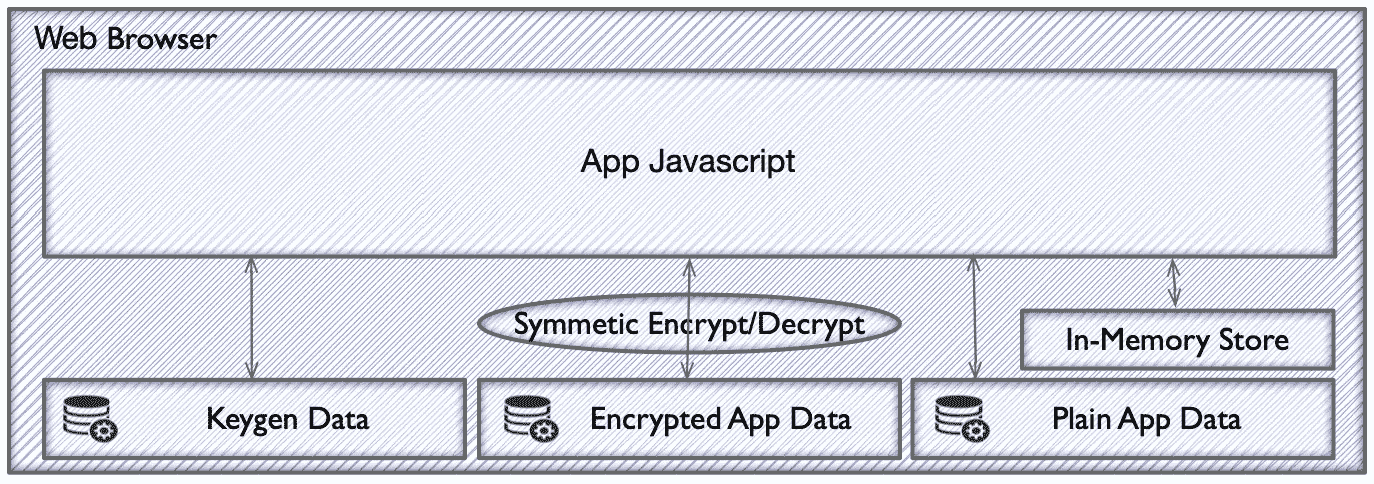 Web Browser
App Javascript
Symmetic Encrypt/Decrypt
In-Memory Store
Keygen Data
Encrypted App Data
Plain App Data